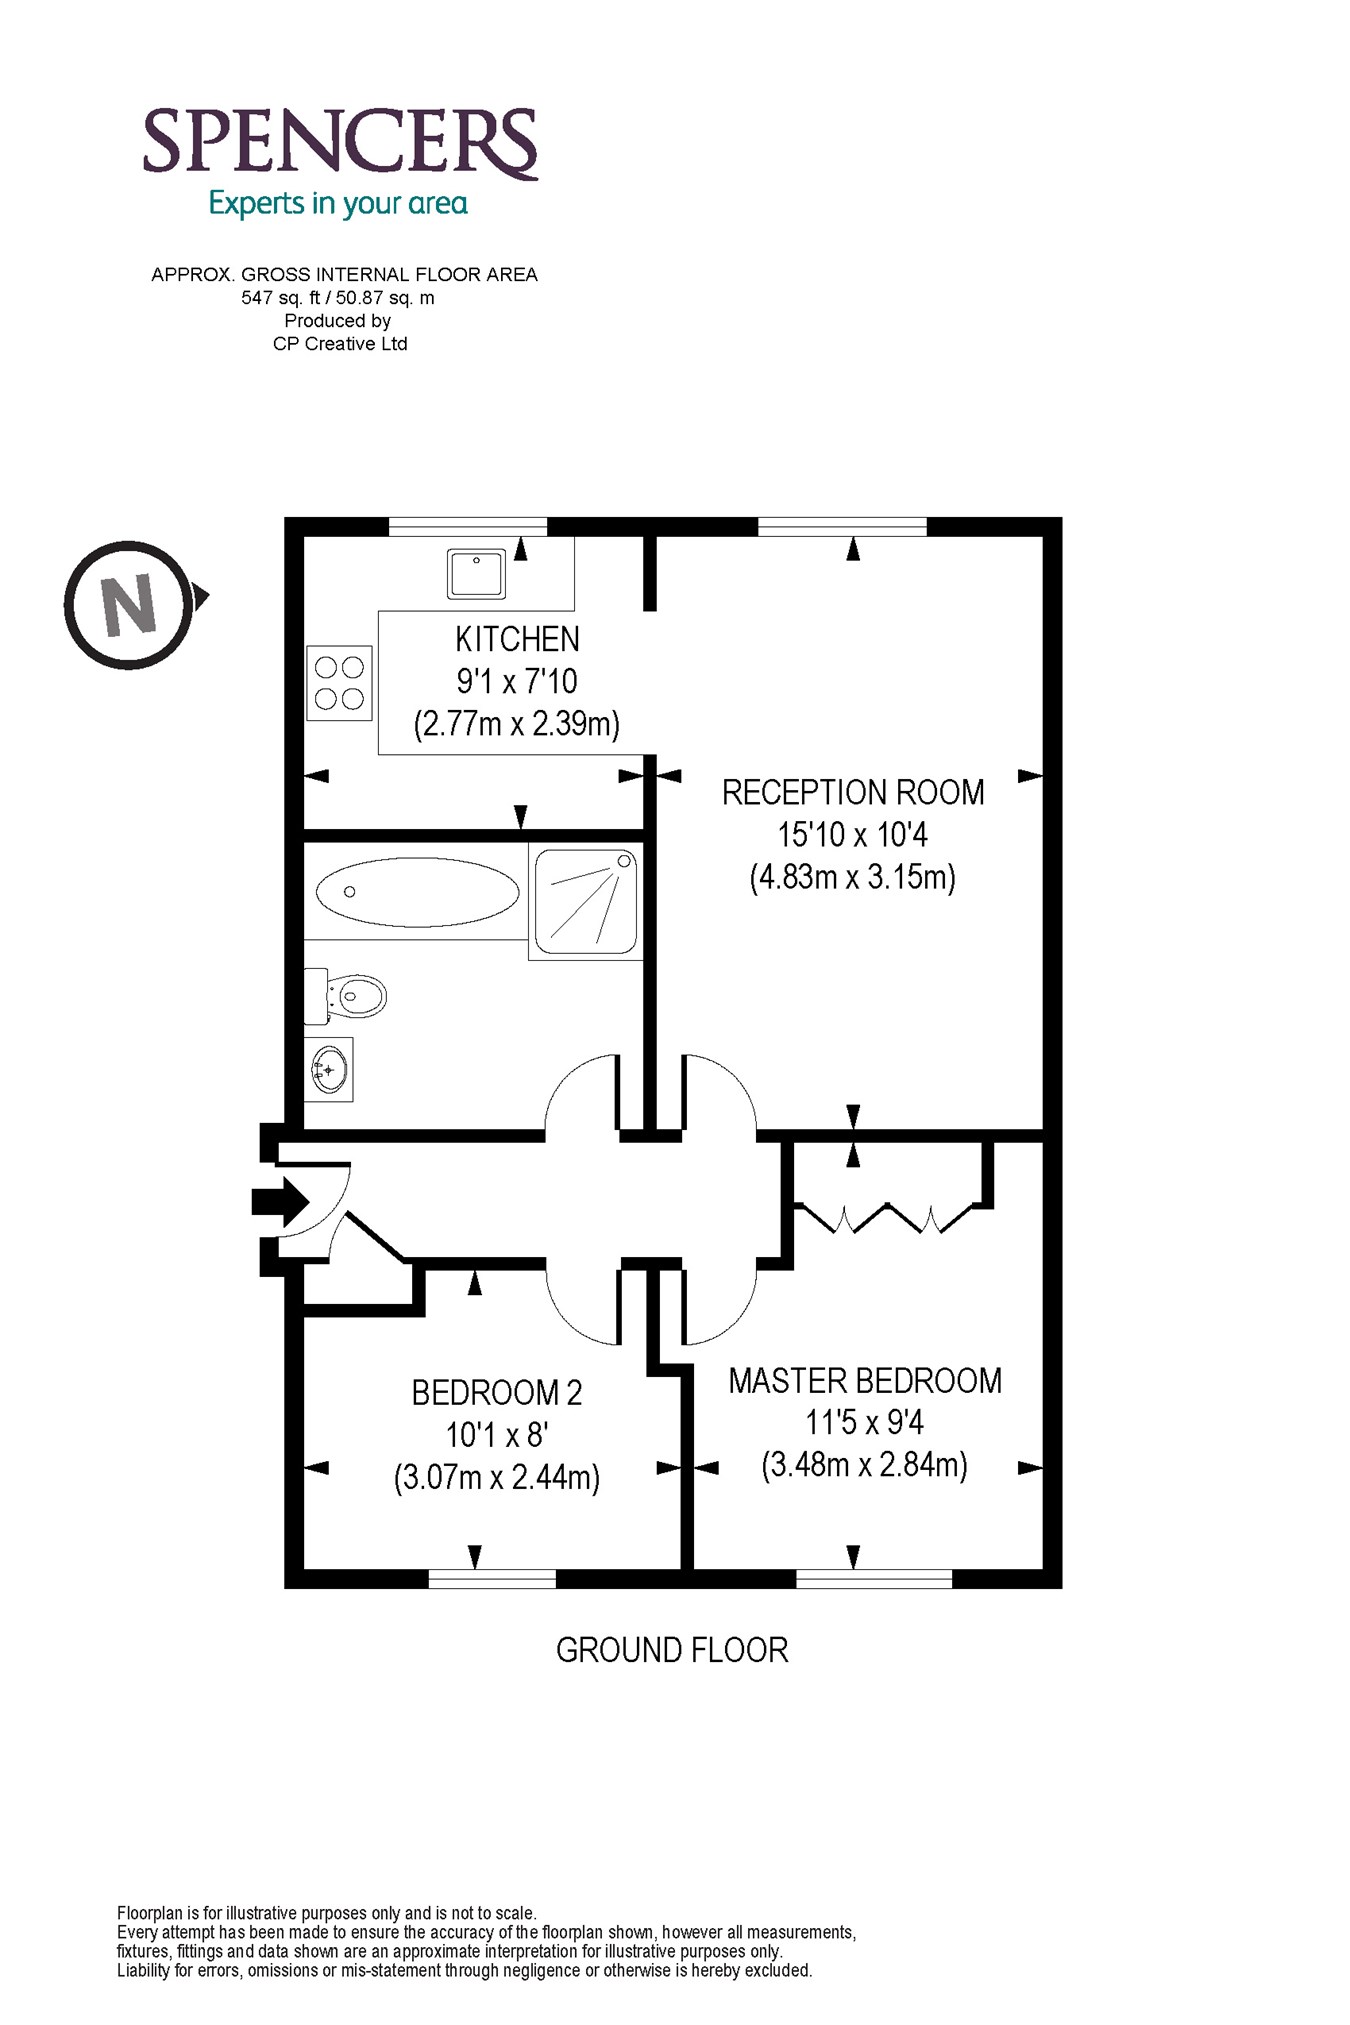 SPENCERS
Experts in your area
APPROX. GROSS INTERNAL FLOOR AREA
547 sq. ft / 50.87 sq. m
Produced by
CP Creative Ltd
N
KITCHEN
9'1 x 7'10
(2.77m x 2.39m)
RECEPTION ROOM
15'10 x 10'4
(4.83m x 3.15m)
BEDROOM 2
10'1 x 8'
(3.07m x 2.44m)
MASTER BEDROOM
11'5 x 9'4
(3.48m x 2.84m)
GROUND FLOOR
Floorplan is for illustrative purposes only and is not to scale.
Every attempt has been made to ensure the accuracy of the floorplan shown, however all measurements,
fixtures, fittings and data shown are an approximate interpretation for illustrative purposes only.
Liability for errors, omissions or mis-statement through negligence or otherwise is hereby excluded.